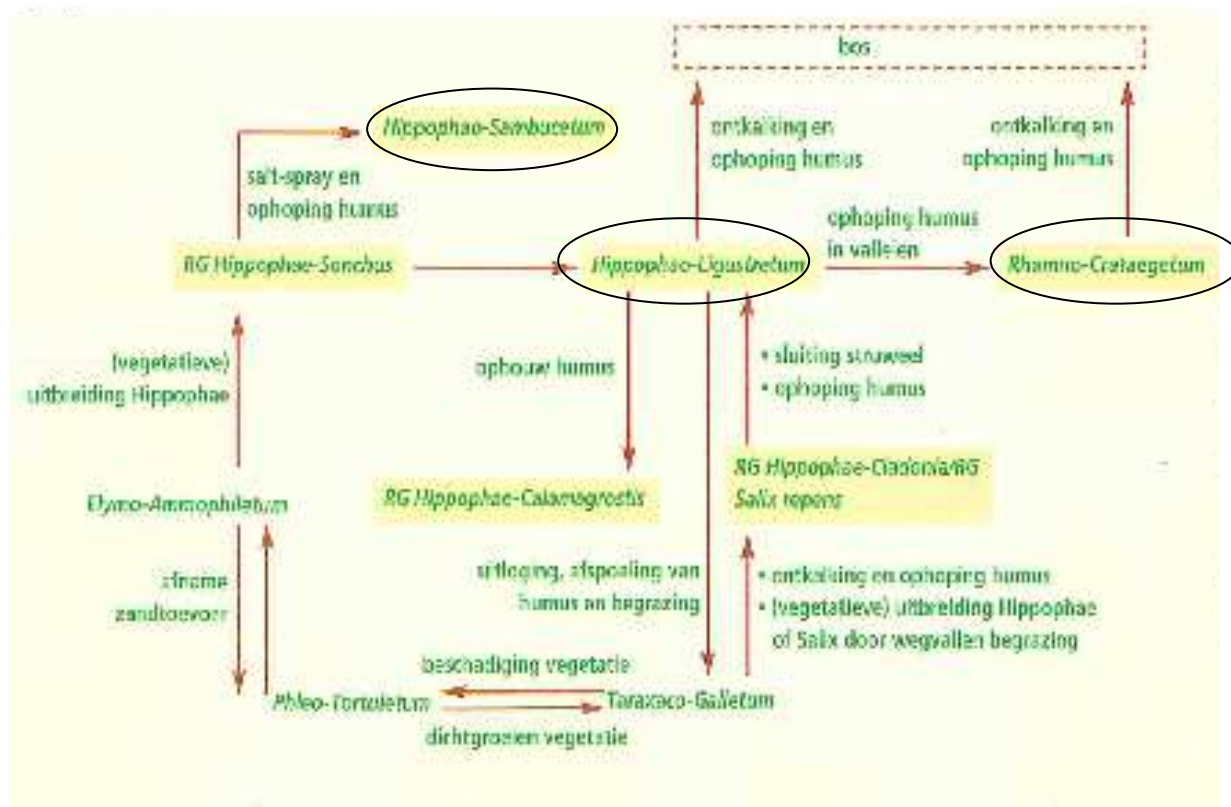 bos
Hippophao-Sambucetum
ontkalking en
ophoping humus
ontkalking en
ophoping humus
salt-spray en
ophoping humus
RG Hippophae-Sonchus
Hippophao-Ligustretum
ophoping humus
in valleien
Rhamno-Crataegetum
(vegetatieve)
uitbreiding Hippophae
opbouw humus
• sluiting struweel
• ophoping humus
Elymo-Ammophiletum
RG Hippophae-Calamagrostis
RG Hippophae-Cladonia/RG
Salix repens
afname
zandtoevoer
uitloging, afspoeling van
humus en begrazing
• ontkalking en ophoping humus
• (vegetatieve) uitbreiding Hippophae
of Salix door wegvallen begrazing
beschadiging vegetatie
Phleo-Tortuletum
Taraxaco-Galietum
dichtgroeien vegetatie